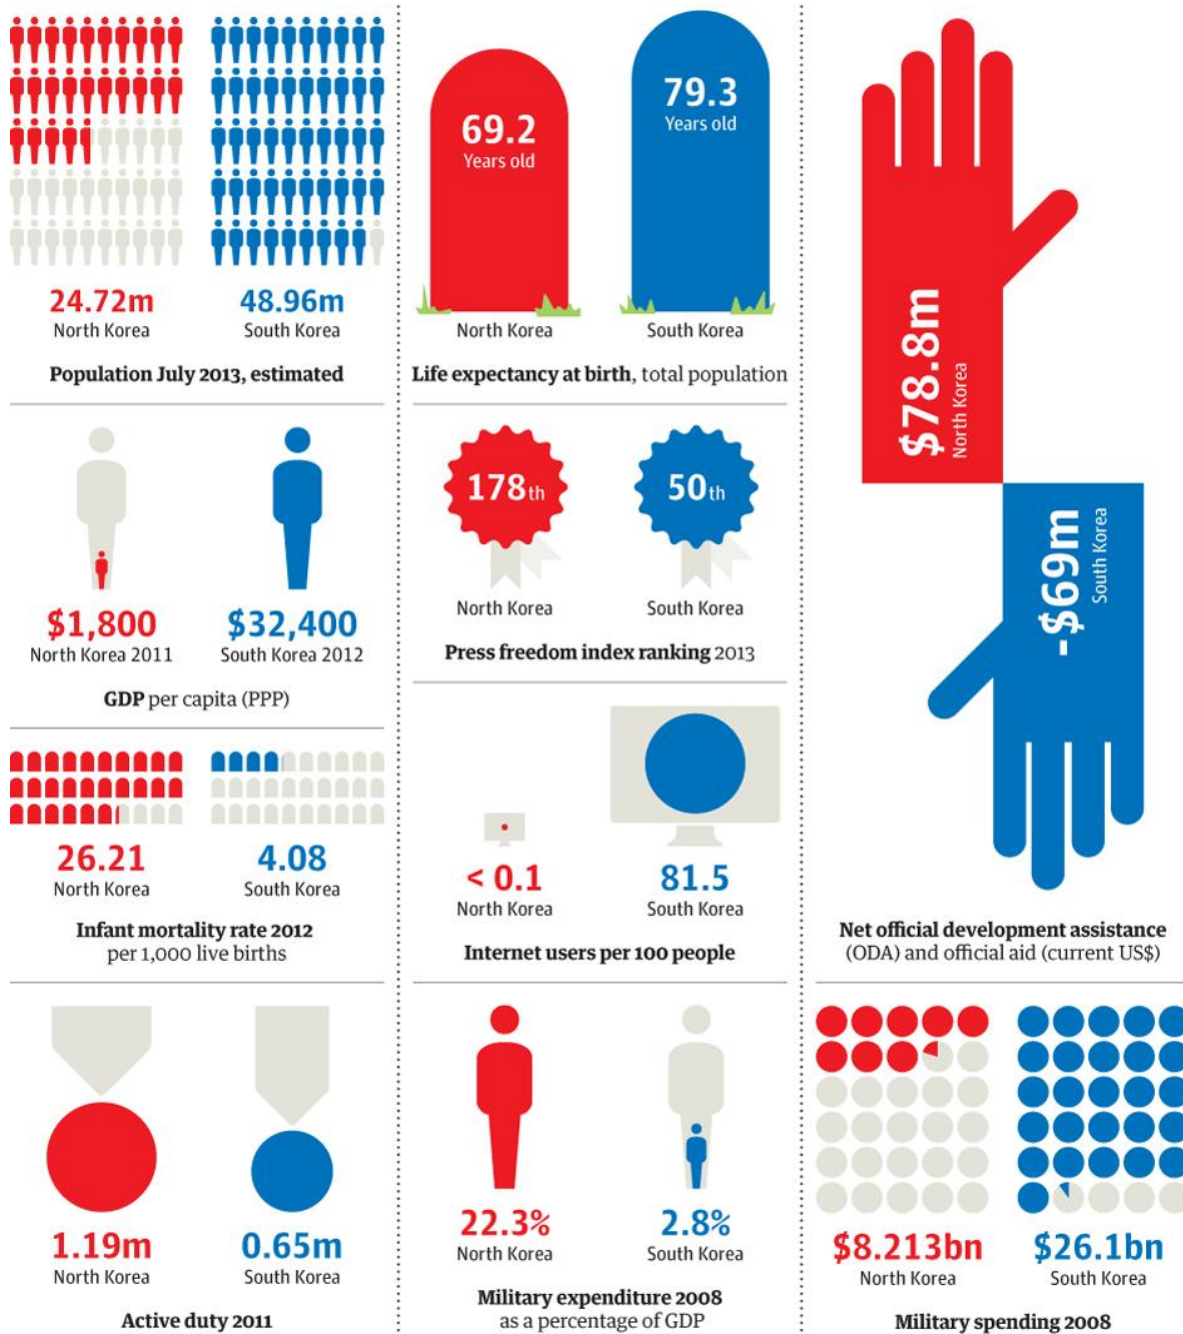 24.72m
North Korea
48.96m
South Korea
Population July 2013, estimated
$1,800
North Korea 2011
$32,400
South Korea 2012
GDP per capita (PPP)
26.21
North Korea
4.08
South Korea
Infant mortality rate 2012
per 1,000 live births
1.19m
North Korea
0.65m
South Korea
Active duty 2011
69.2
Years old
North Korea
79.3
Years old
South Korea
Life expectancy at birth, total population
178th
North Korea
50th
South Korea
Press freedom index ranking 2013
< 0.1
North Korea
81.5
South Korea
Internet users per 100 people
22.3%
North Korea
2.8%
South Korea
Military expenditure 2008
as a percentage of GDP
$78.8m
North Korea
-$69m
South Korea
Net official development assistance
(ODA) and official aid (current US$)
$8.213bn
North Korea
$26.1bn
South Korea
Military spending 2008